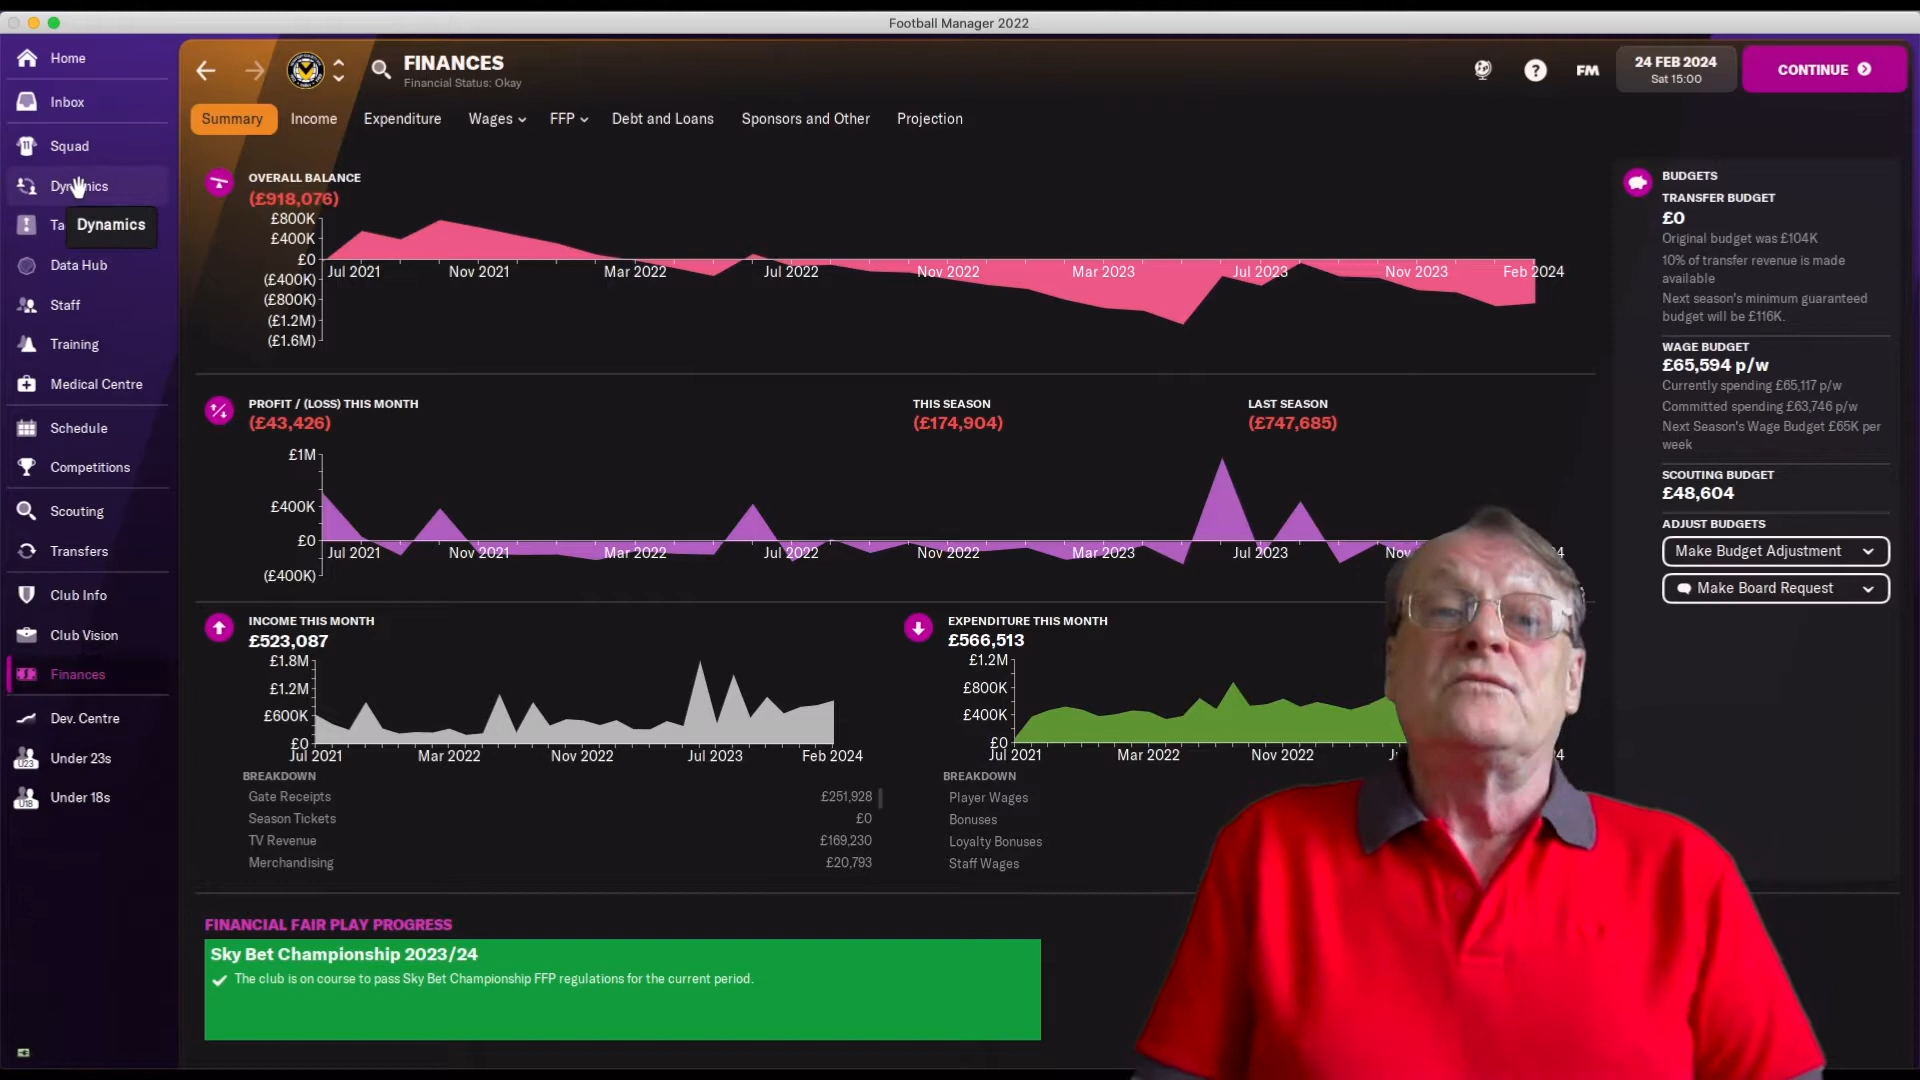 Football Manager 2022
Home
Inbox
Squad
Dynamics
Ta
Dynamics
Data Hub
Staff
Training
Medical Centre
Schedule
Competitions
Scouting
Transfers
Club Info
Club Vision
Finances
Dev. Centre
U23
Under 23s
U18
Under 18s
FINANCES
Financial Status: Okay
FM
24 FEB 2024
Sat 15:00
CONTINUE
Summary
Income
Expenditure
Wages
FFP
Debt and Loans
Sponsors and Other
Projection
OVERALL BALANCE
(£918,076)
£800K
£400K
£0
(£400K)
(£800K)
(£1.2M)
(£1.6M)
Jul 2021
Nov 2021
Mar 2022
Jul 2022
Nov 2022
Mar 2023
Jul 2023
Nov 2023
Feb 2024
PROFIT / (LOSS) THIS MONTH
(£43,426)
THIS SEASON
(£174,904)
LAST SEASON
(£747,685)
£1M
£400K
£0
(£400K)
Jul 2021
Nov 2021
Mar 2022
Jul 2022
Nov 2022
Mar 2023
Jul 2023
Nov
4
INCOME THIS MONTH
£523,087
£1.8M
£1.2M
£600K
£0
Jul 2021
Mar 2022
Nov 2022
Jul 2023
Feb 2024
BREAKDOWN
Gate Receipts £251,928
Season Tickets £0
TV Revenue £169,230
Merchandising £20,793
EXPENDITURE THIS MONTH
£566,513
£1.2M
£800K
£400K
£0
Jul 2021
Mar 2022
Nov 2022
4
BREAKDOWN
Player Wages
Bonuses
Loyalty Bonuses
Staff Wages
FINANCIAL FAIR PLAY PROGRESS
Sky Bet Championship 2023/24
The club is on course to pass Sky Bet Championship FFP regulations for the current period.
BUDGETS
TRANSFER BUDGET
£0
Original budget was £104K
10% of transfer revenue is made
available
Next season's minimum guaranteed
budget will be £116K.
WAGE BUDGET
£65,594 p/w
Currently spending £65,117 p/w
Committed spending £63,746 p/w
Next Season's Wage Budget £65K per
week
SCOUTING BUDGET
£48,604
ADJUST BUDGETS
Make Budget Adjustment
Make Board Request